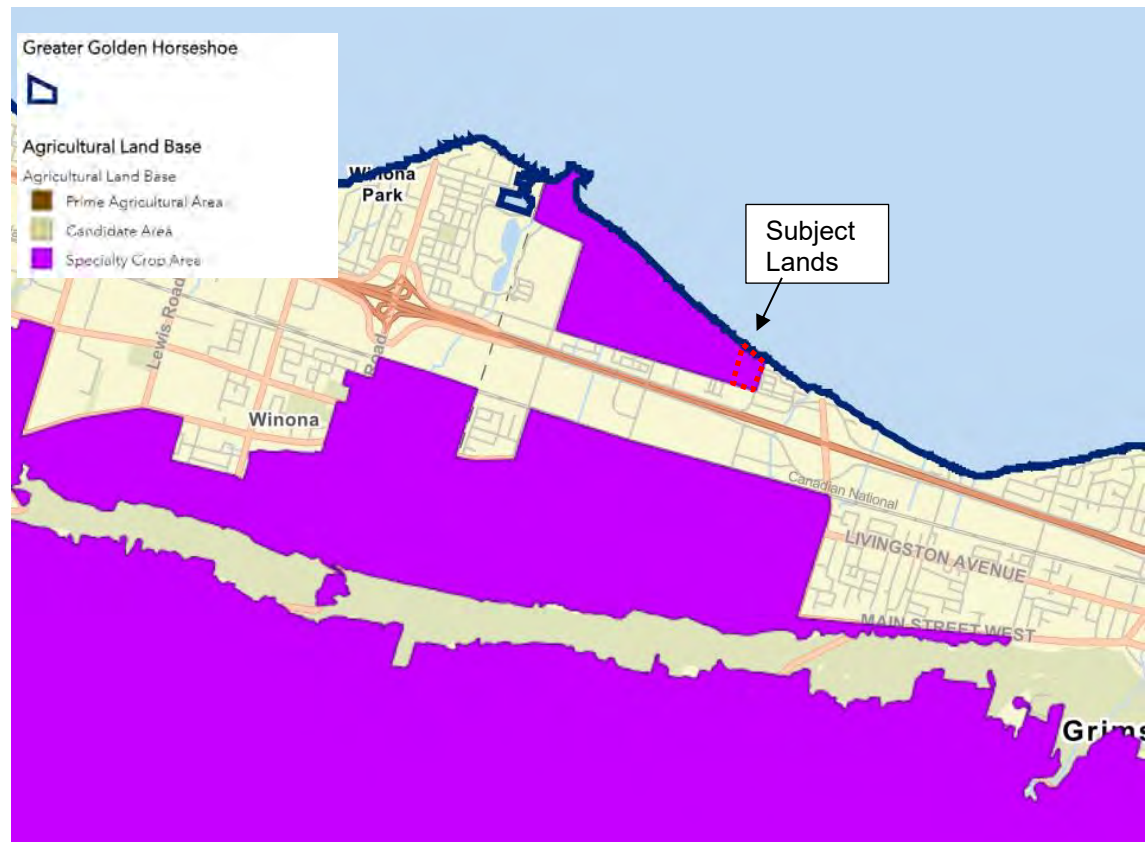 Greater Golden Horseshoe
Agricultural Land Base
Agricultural Land Base
Prime Agricultural Area
Candidate Area
Specialty Crop Area
Winona
Park
Subject
Lands
Lewis Road
Road
Winona
Canadian National
LIVINGSTON AVENUE
MAIN STREET WEST
Grims